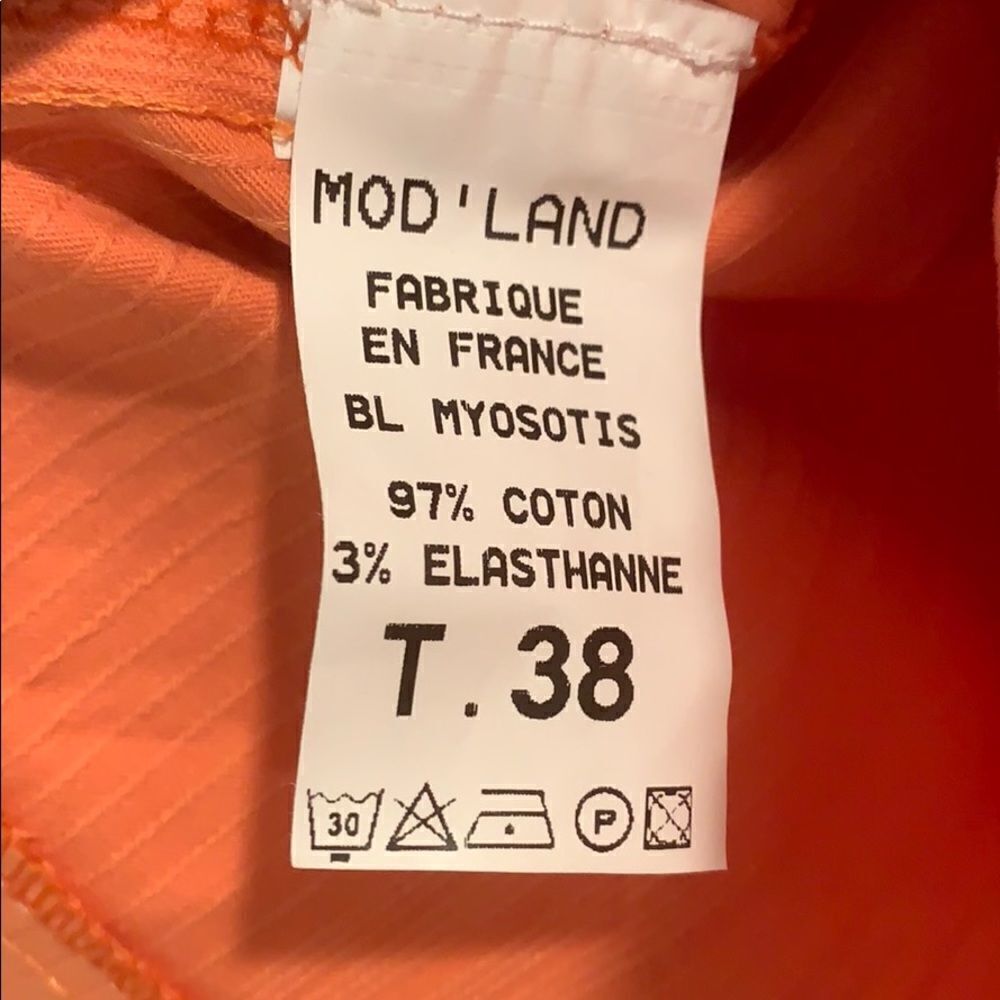 MOD'LAND
FABRIQUE
EN FRANCE
BL MYOSOTIS
97% COTON
3% ELASTHANNE
T.38
30 P